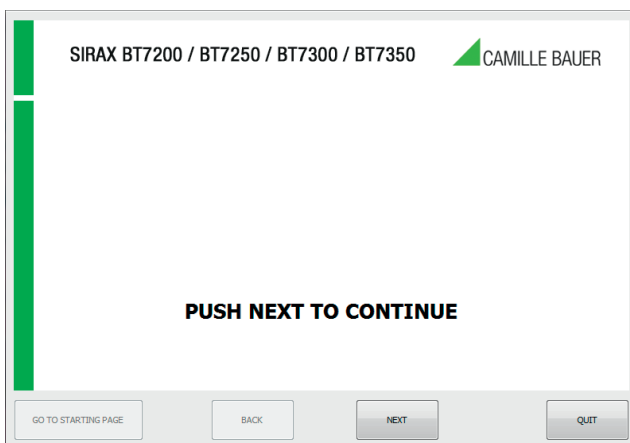 SIRAX BT7200 / BT7250 / BT7300 / BT7350
CAMILLE BAUER
PUSH NEXT TO CONTINUE
GO TO STARTING PAGE
BACK
NEXT
QUIT